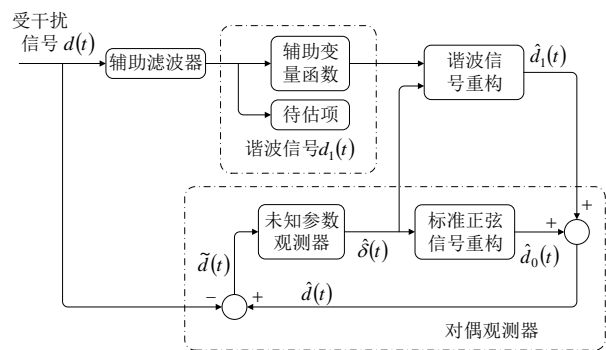 受干扰
信号 d(t)
辅助滤波器
辅助变
量函数
待估项
谐波信号d₁(t)
谐波信
号重构
d̂₁(t)
未知参数
观测器
d̃(t)
δ̂(t)
标准正弦
信号重构
+
+
d̂₀(t)
−
+
d̂(t)
对偶观测器